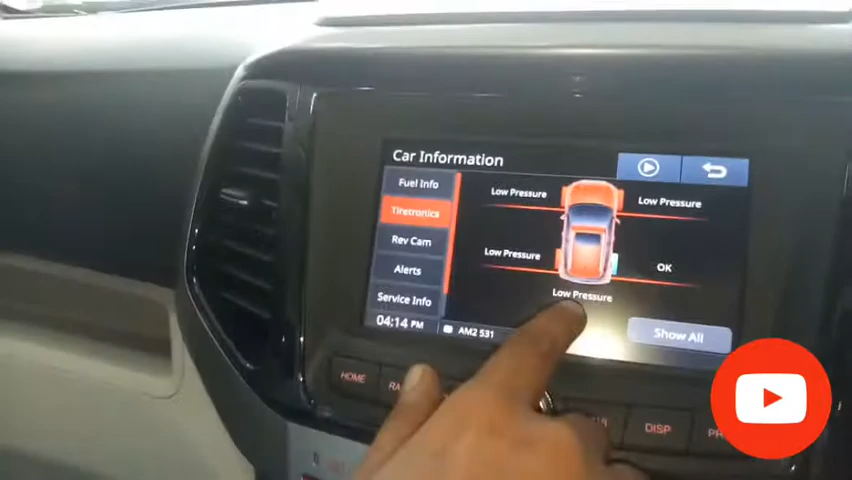 Car Information
Fuel Info
Low Pressure
Low Pressure
Tiretronics
Rev Cam
Low Pressure
OK
Alerts
Service Info
Low Pressure
04:14 PM
AM2 531
Show All
HOME
DISP